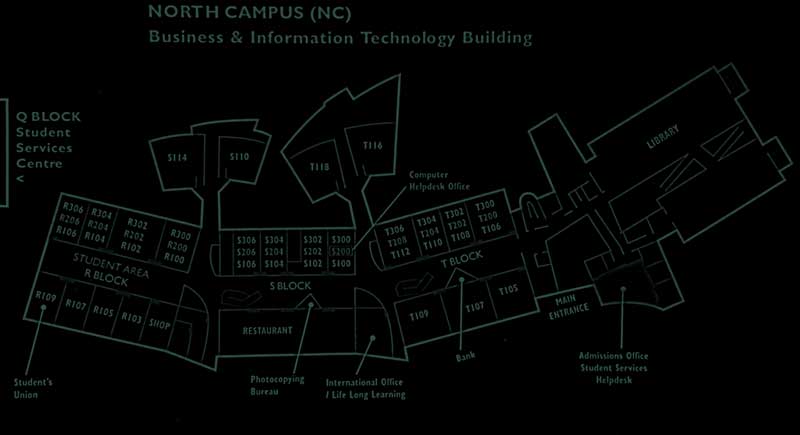 NORTH CAMPUS (NC)
Business & Information Technology Building
Q BLOCK
Student
Services
Centre
<
S114
S110
T118
T116
LIBRARY
Computer
Helpdesk Office
R306
R206
R106
R304
R204
R104
R302
R202
R102
R300
R200
R100
STUDENT AREA
R BLOCK
R109
R107
R105
R103
SHOP
S306
S206
S106
S304
S204
S104
S302
S202
S102
S300
S200
S100
S BLOCK
RESTAURANT
T306
T208
T112
T304
T204
T110
T302
T202
T108
T300
T200
T106
T BLOCK
T109
T107
T105
MAIN
ENTRANCE
Student's
Union
Photocopying
Bureau
International Office
/ Life Long Learning
Bank
Admissions Office
Student Services
Helpdesk